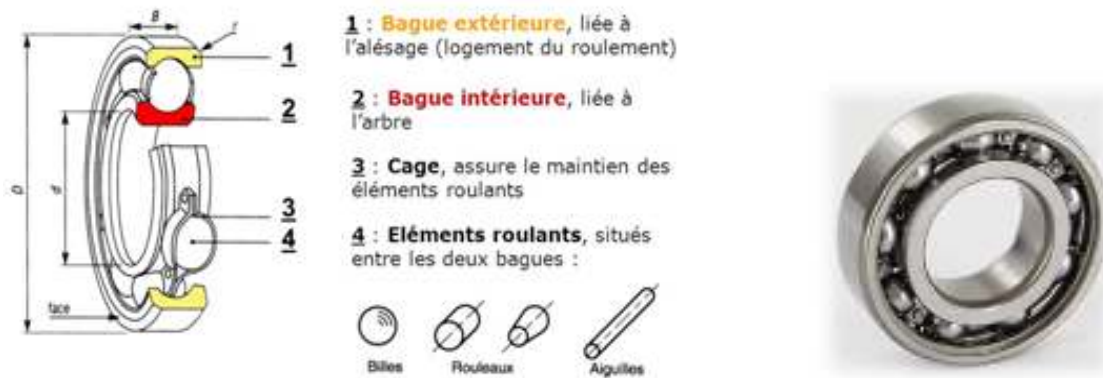 B
r
1
2
3
4
D
d
face
1 : Bague extérieure, liée à
l'alésage (logement du roulement)
2 : Bague intérieure, liée à
l'arbre
3 : Cage, assure le maintien des
éléments roulants
4 : Eléments roulants, situés
entre les deux bagues :
Billes
Rouleaux
Aiguilles